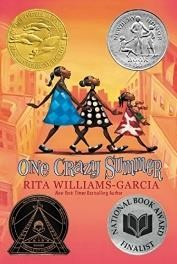 One Crazy Summer
RITA WILLIAMS-GARCIA
New York Times Bestselling Author
NATIONAL BOOK AWARD
FINALIST